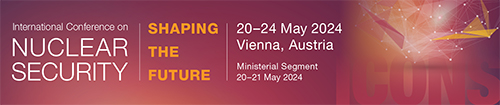 International Conference on
NUCLEAR
SECURITY
SHAPING
THE
FUTURE
20–24 May 2024
Vienna, Austria
Ministerial Segment
20–21 May 2024
ICONS